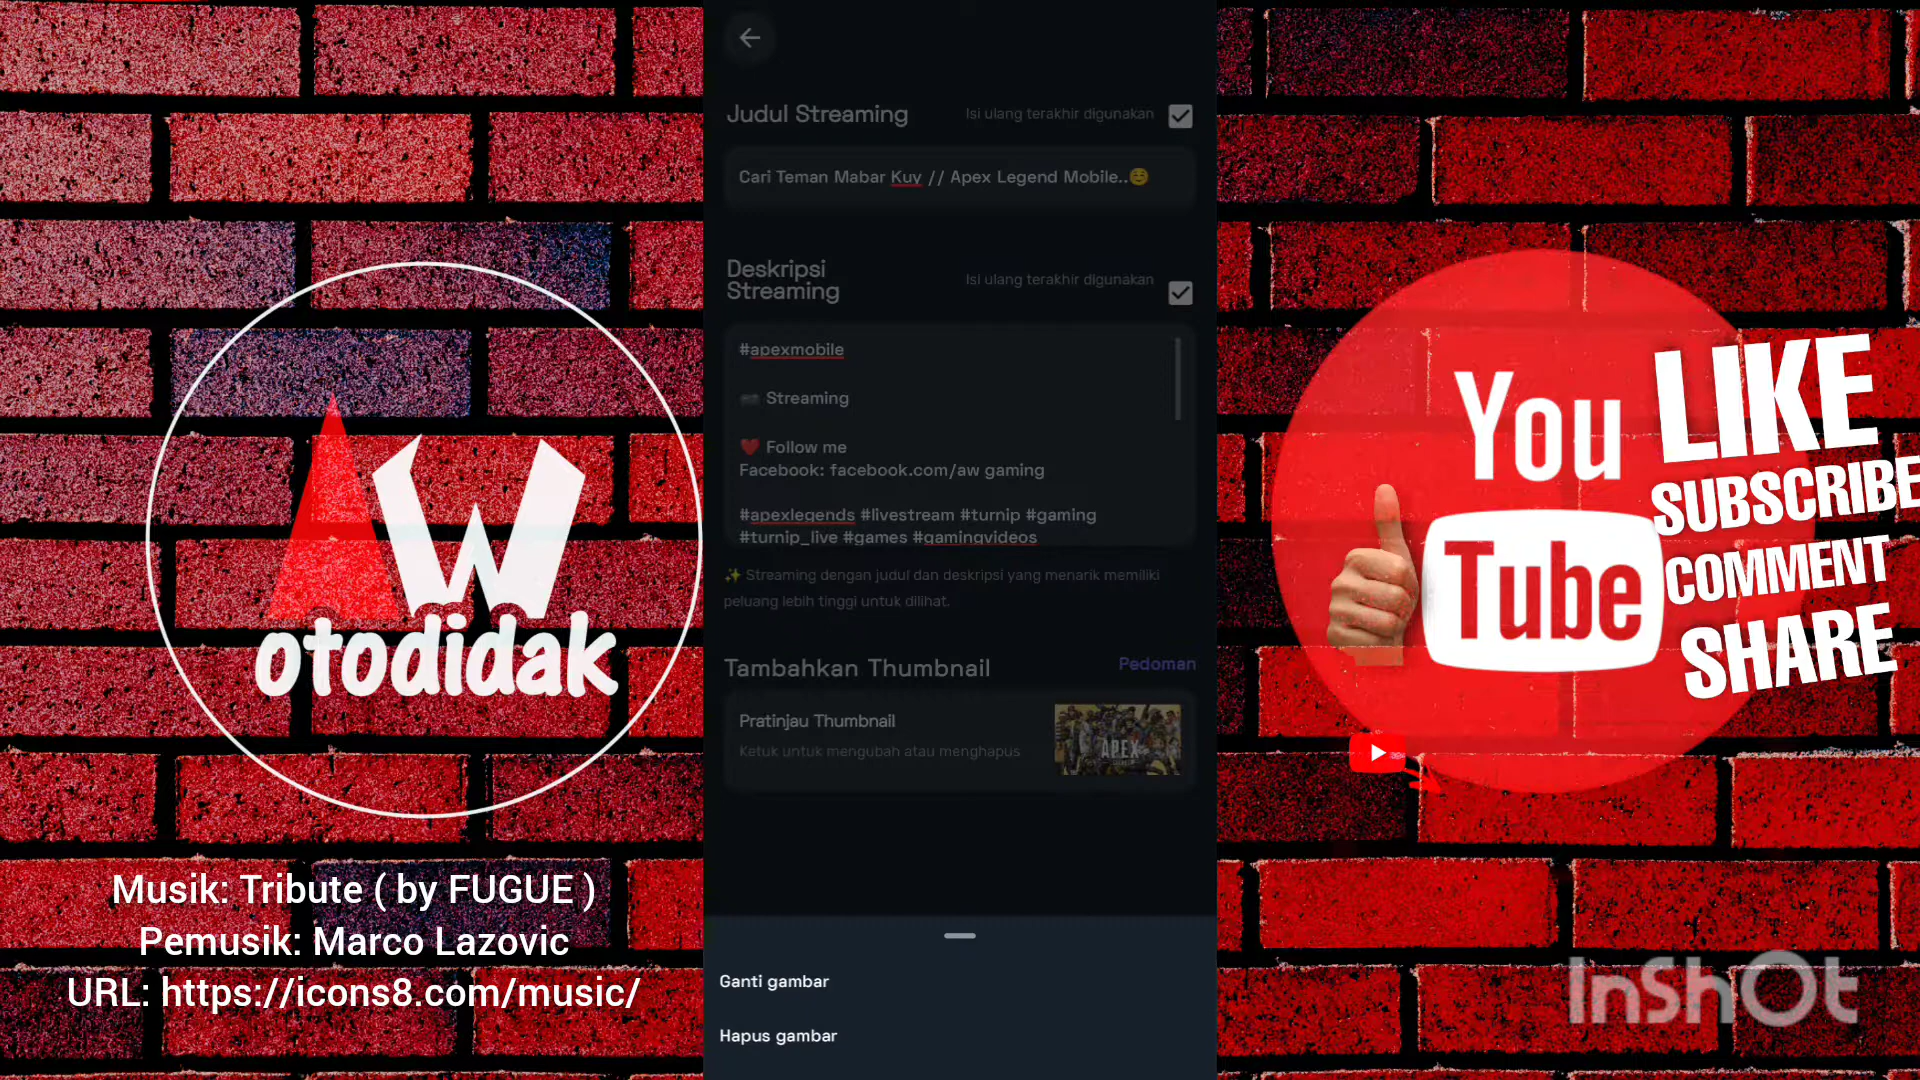 AW
otodidak
Musik: Tribute ( by FUGUE )
Pemusik: Marco Lazovic
URL: https://icons8.com/music/
Judul Streaming
Isi ulang terakhir digunakan
Cari Teman Mabar Kuy // Apex Legend Mobile..☺️
Deskripsi
Streaming
Isi ulang terakhir digunakan
#apexmobile
Streaming
❤️ Follow me
Facebook: facebook.com/aw gaming
#apexlegends #livestream #turnip #gaming
#turnip_live #games #gamingvideos
✨ Streaming dengan judul dan deskripsi yang menarik memiliki
peluang lebih tinggi untuk dilihat.
Tambahkan Thumbnail
Pedoman
Pratinjau Thumbnail
Ketuk untuk mengubah atau menghapus
APEX
Ganti gambar
Hapus gambar
You
Tube
LIKE
SUBSCRIBE
COMMENT
SHARE
InShOt